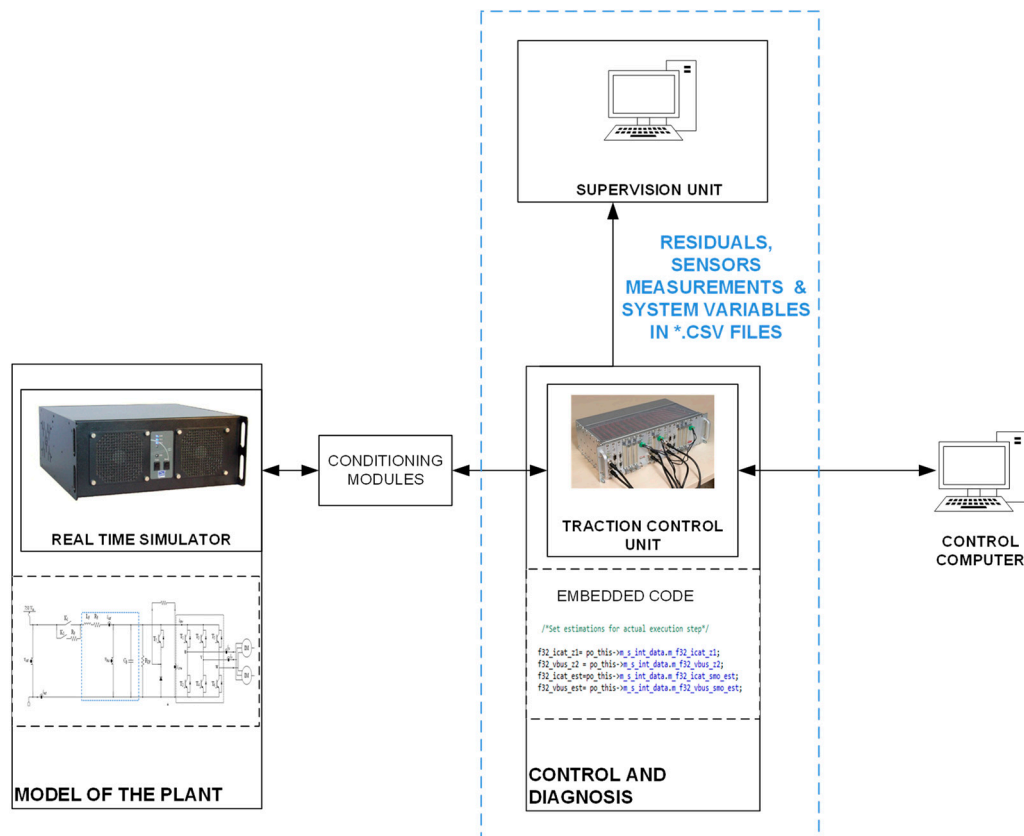 SUPERVISION UNIT
RESIDUALS,
SENSORS
MEASUREMENTS &
SYSTEM VARIABLES
IN *.CSV FILES
REAL TIME SIMULATOR
CONDITIONING
MODULES
TRACTION CONTROL
UNIT
CONTROL
COMPUTER
EMBEDDED CODE
/*Set estimations for actual execution step*/
f32_icat_z1= po_this->m_s_int_data.m_f32_icat_z1;
f32_vbus_z2 = po_this->m_s_int_data.m_f32_vbus_z2;
f32_icat_est=po_this->m_s_int_data.m_f32_icat_smo_est;
f32_vbus_est= po_this->m_s_int_data.m_f32_vbus_smo_est;
MODEL OF THE PLANT
CONTROL AND
DIAGNOSIS